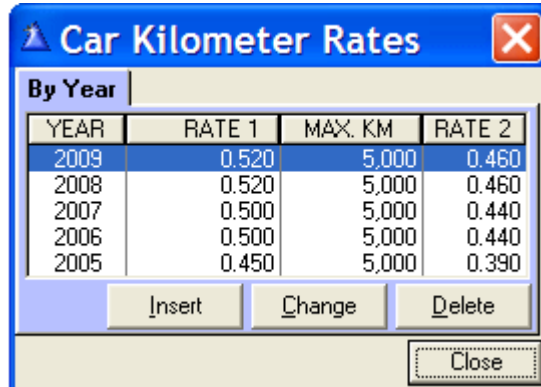 Car Kilometer Rates
By Year
YEAR RATE 1 MAX. KM RATE 2
2009 0.520 5,000 0.460
2008 0.520 5,000 0.460
2007 0.500 5,000 0.440
2006 0.500 5,000 0.440
2005 0.450 5,000 0.390
Insert Change Delete
Close